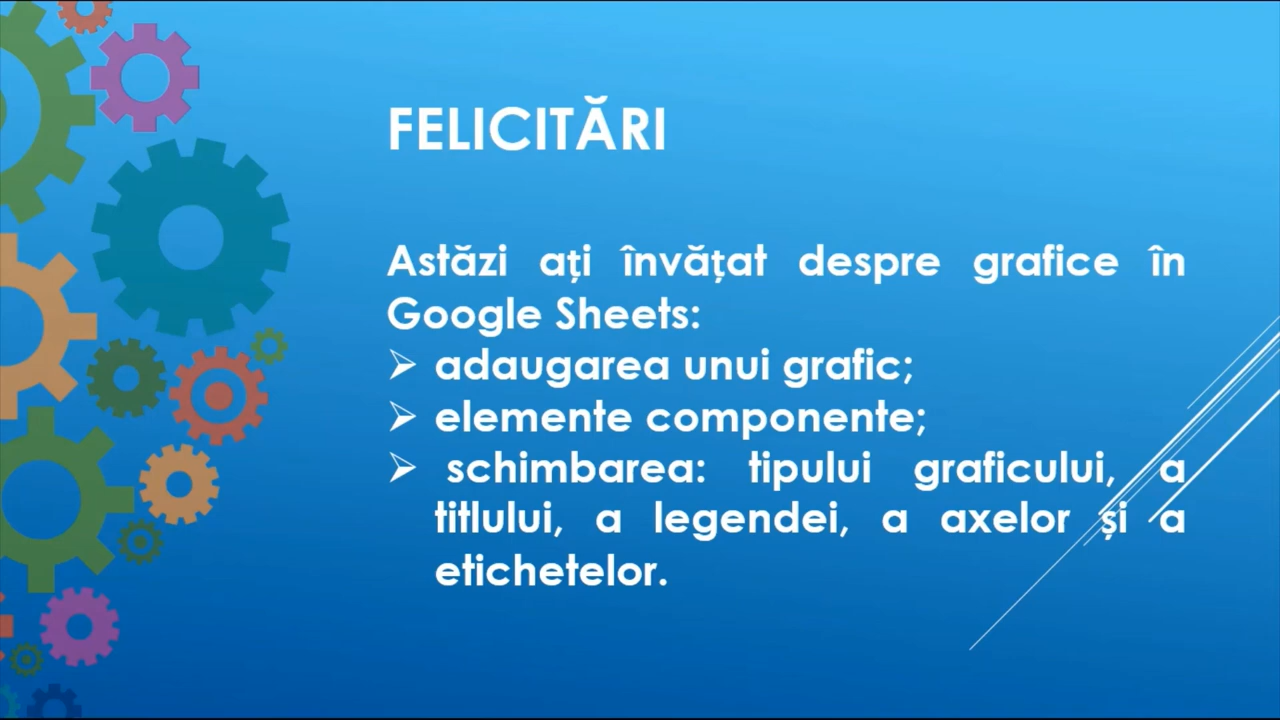 FELICITĂRI
Astăzi ați învățat despre grafice în
Google Sheets:
➢ adaugarea unui grafic;
➢ elemente componente;
➢ schimbarea: tipului graficului, a
titlului, a legendei, a axelor și a
etichetelor.